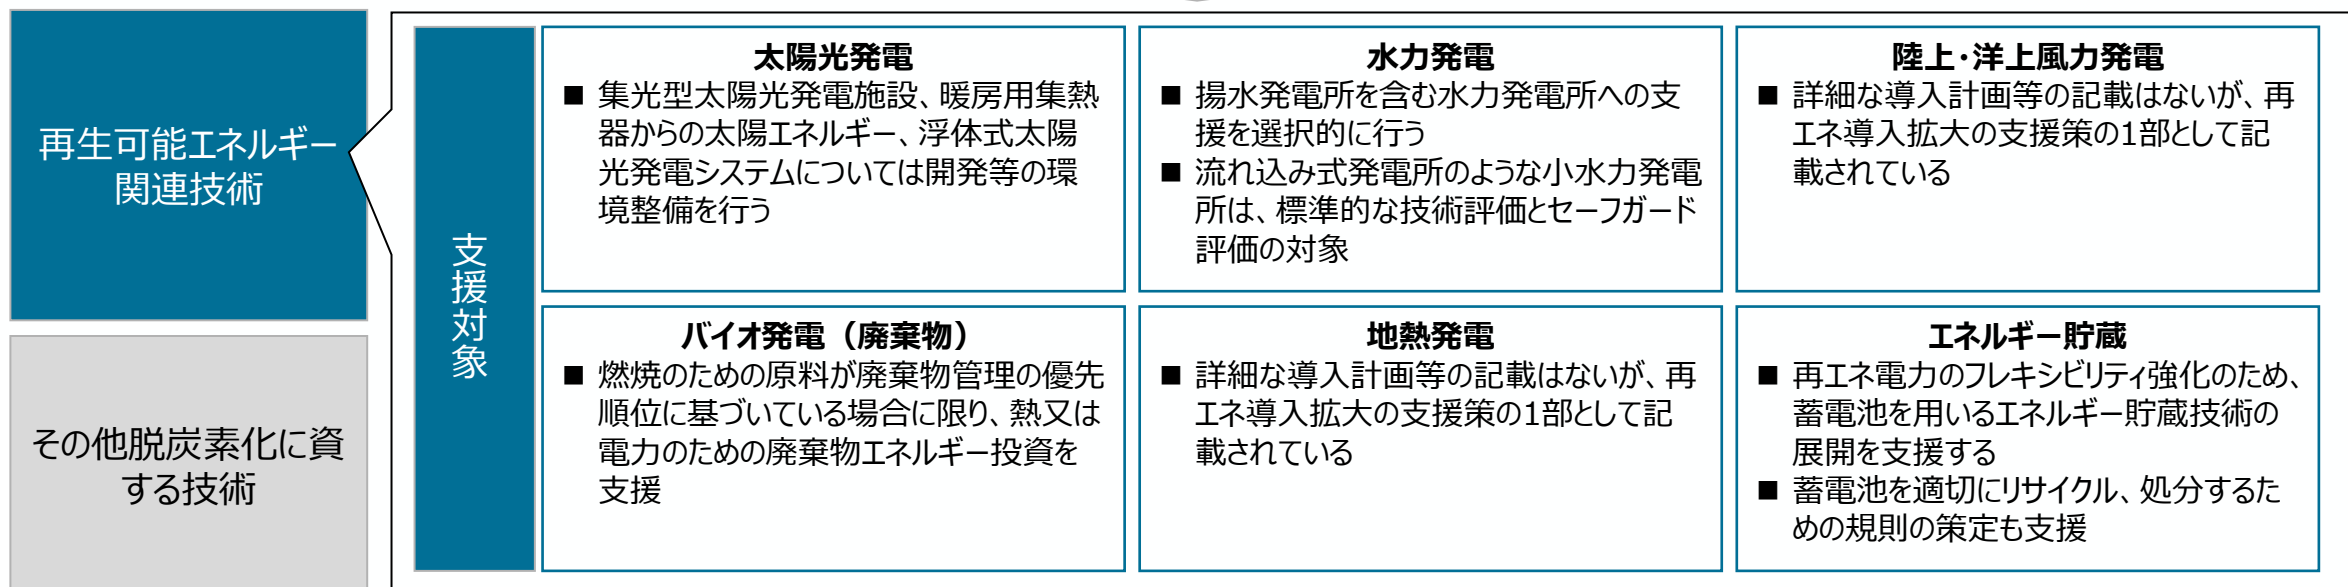 再生可能エネルギー
関連技術
その他脱炭素化に資
する技術
支援対象
太陽光発電
■ 集光型太陽光発電施設、暖房用集熱
器からの太陽エネルギー、浮体式太陽
光発電システムについては開発等の環
境整備を行う
水力発電
■ 揚水発電所を含む水力発電所への支
援を選択的に行う
■ 流れ込み式発電所のような小水力発電
所は、標準的な技術評価とセーフガード
評価の対象
陸上・洋上風力発電
■ 詳細な導入計画等の記載はないが、再
エネ導入拡大の支援策の1部として記
載されている
バイオ発電（廃棄物）
■ 燃焼のための原料が廃棄物管理の優先
順位に基づいている場合に限り、熱又は
電力のための廃棄物エネルギー投資を
支援
地熱発電
■ 詳細な導入計画等の記載はないが、再
エネ導入拡大の支援策の1部として記
載されている
エネルギー貯蔵
■ 再エネ電力のフレキシビリティ強化のため、
蓄電池を用いるエネルギー貯蔵技術の
展開を支援する
■ 蓄電池を適切にリサイクル、処分するた
めの規則の策定も支援